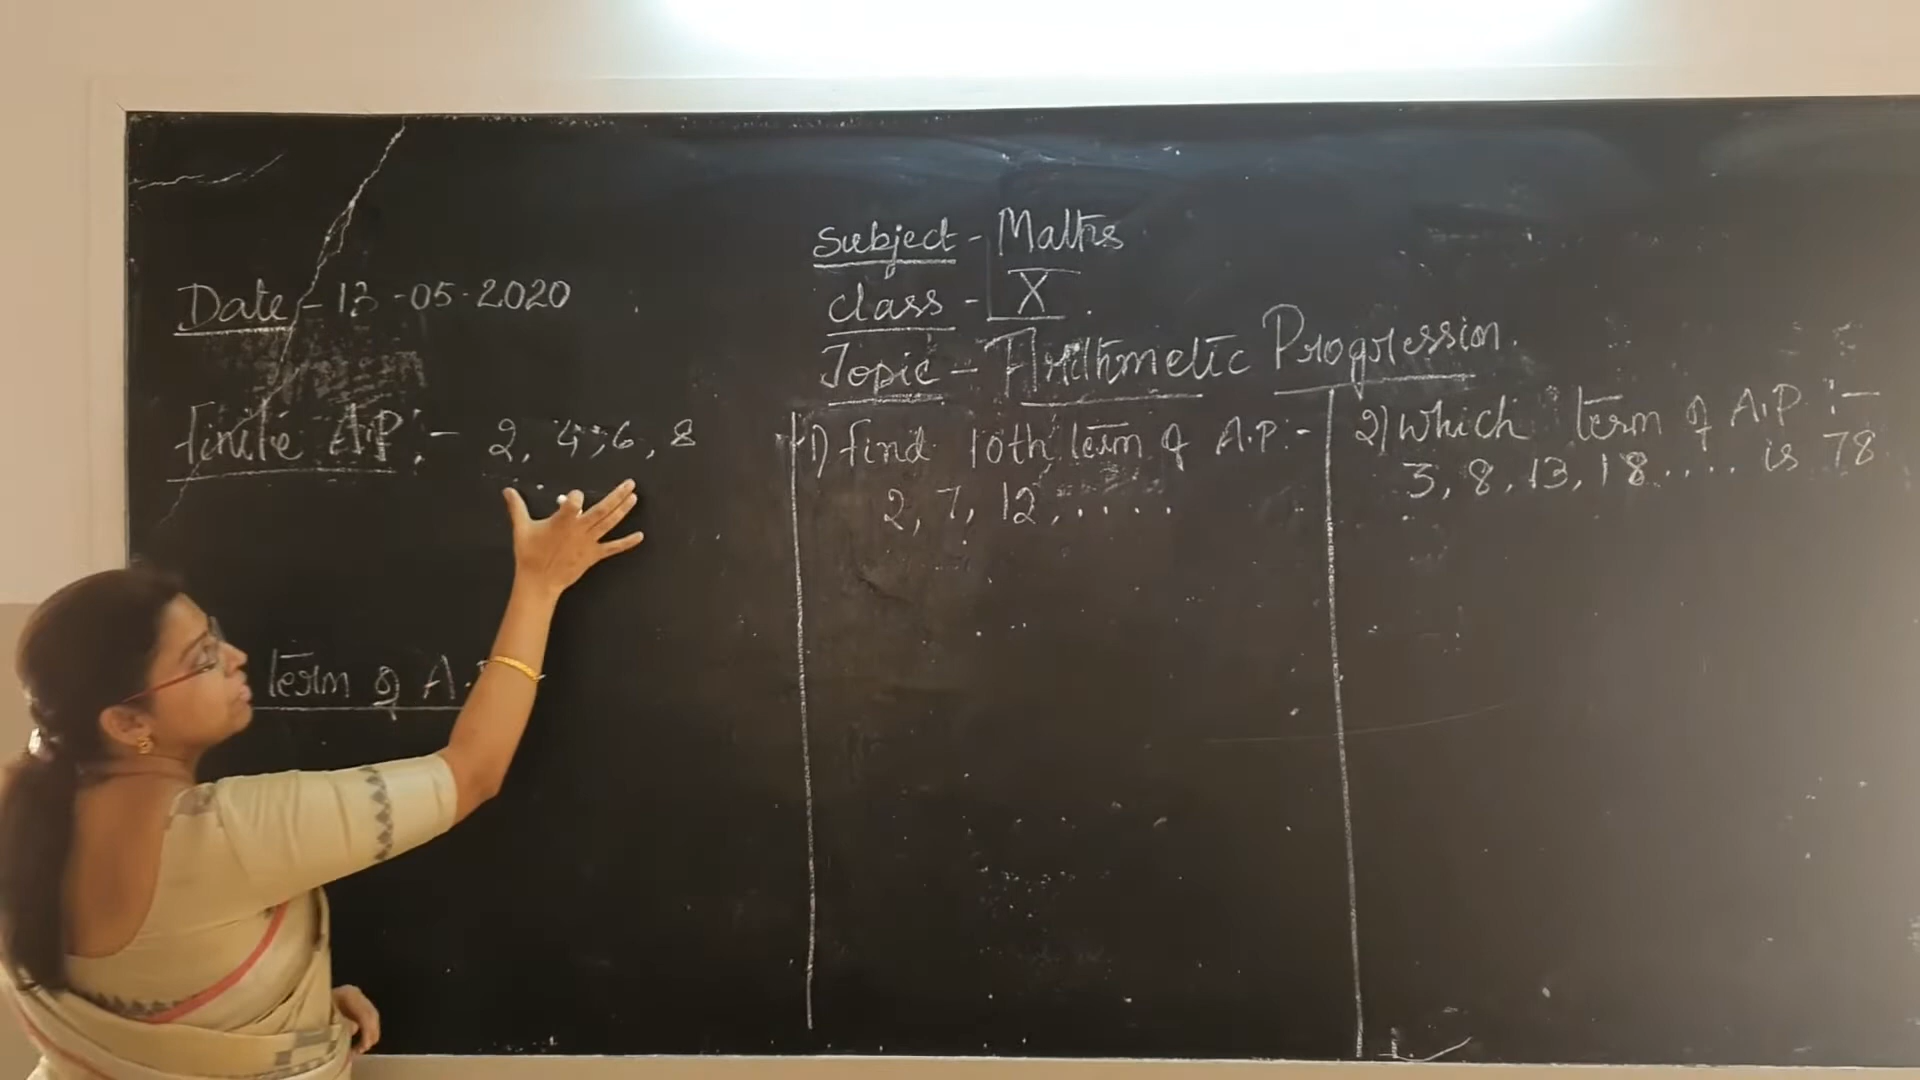 Subject - Maths
Class - X
Date - 13-05-2020
Topic - Arithmetic Progression.
finite A.P. :- 2, 4, 6, 8
term of A.
1) find 10th term of A.P. :-
2, 7, 12, ....
2) Which term of A.P :-
3, 8, 13, 18.... is 78